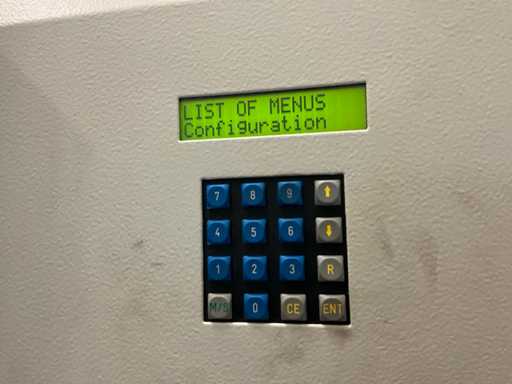 LIST OF MENUS
Configuration
7 8 9
4 5 6
1 2 3 R
M/S 0 CE ENT